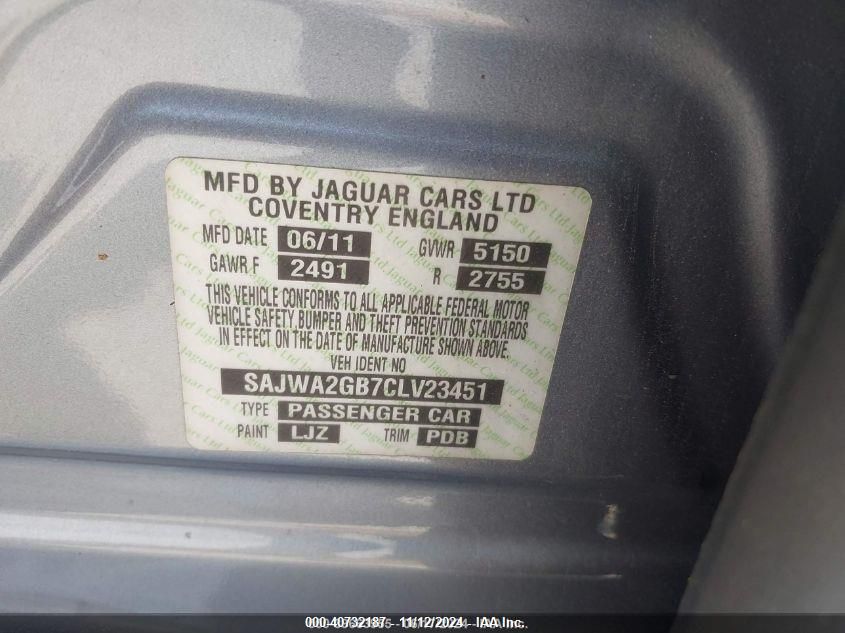 MFD BY JAGUAR CARS LTD
COVENTRY ENGLAND
MFD DATE 06/11 GVWR 5150
GAWR F 2491 R 2755
THIS VEHICLE CONFORMS TO ALL APPLICABLE FEDERAL MOTOR
VEHICLE SAFETY, BUMPER AND THEFT PREVENTION STANDARDS
IN EFFECT ON THE DATE OF MANUFACTURE SHOWN ABOVE.
VEH IDENT NO
SAJWA2GB7CLV23451
TYPE PASSENGER CAR
PAINT LJZ TRIM PDB
000-40732187- 11/12/2024- IAA Inc.